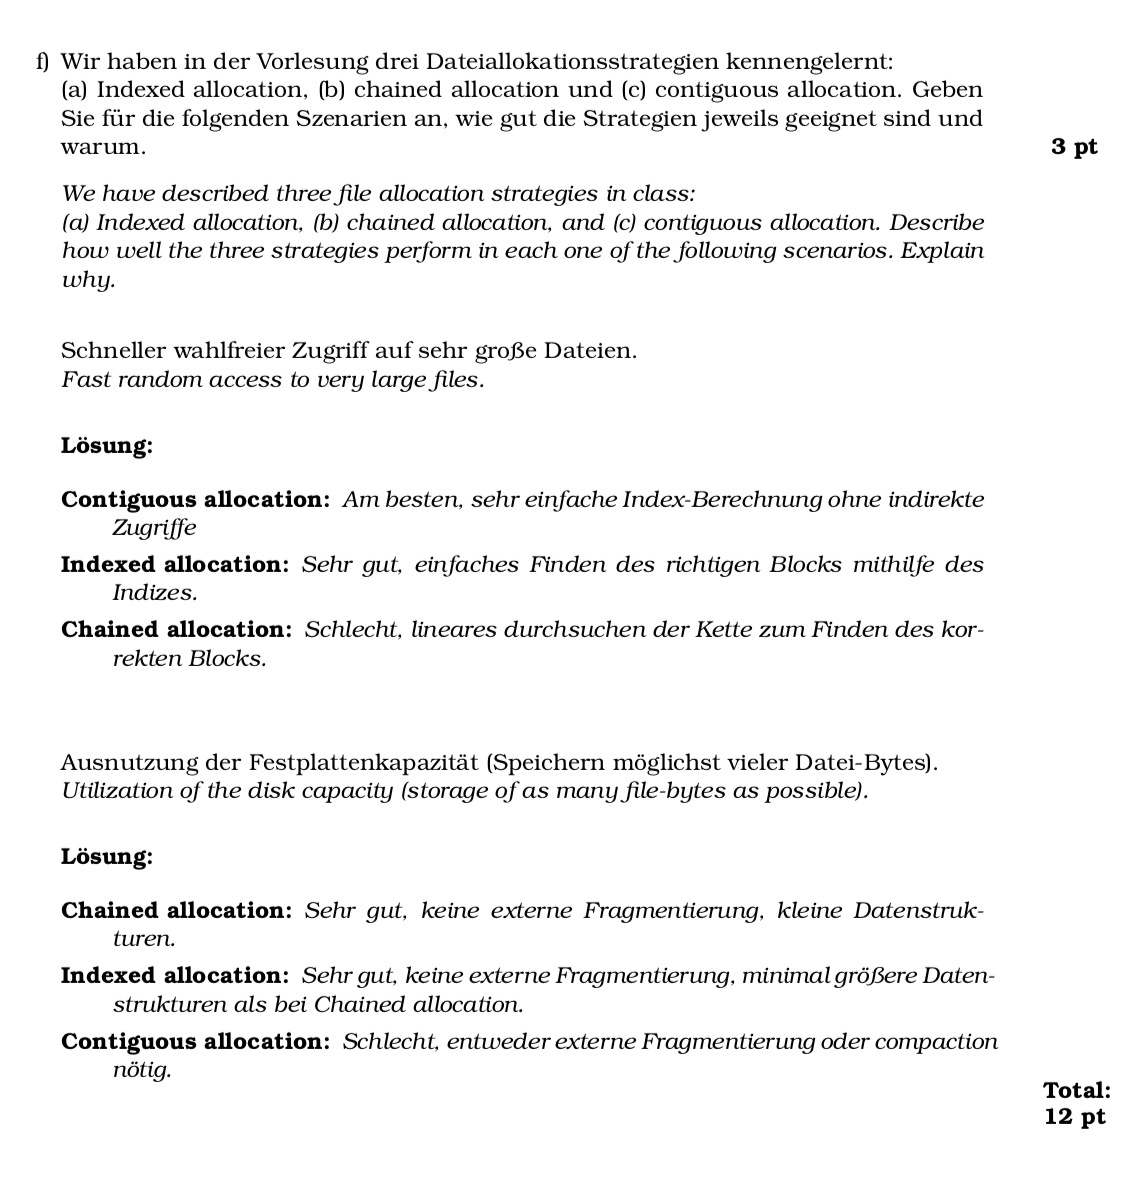 f) Wir haben in der Vorlesung drei Dateiallokationsstrategien kennengelernt:
(a) Indexed allocation, (b) chained allocation und (c) contiguous allocation. Geben
Sie für die folgenden Szenarien an, wie gut die Strategien jeweils geeignet sind und
warum.
3 pt
We have described three file allocation strategies in class:
(a) Indexed allocation, (b) chained allocation, and (c) contiguous allocation. Describe
how well the three strategies perform in each one of the following scenarios. Explain
why.
Schneller wahlfreier Zugriff auf sehr große Dateien.
Fast random access to very large files.
Lösung:
Contiguous allocation: Am besten, sehr einfache Index-Berechnung ohne indirekte
Zugriffe
Indexed allocation: Sehr gut, einfaches Finden des richtigen Blocks mithilfe des
Indizes.
Chained allocation: Schlecht, lineares durchsuchen der Kette zum Finden des kor-
rekten Blocks.
Ausnutzung der Festplattenkapazität (Speichern möglichst vieler Datei-Bytes).
Utilization of the disk capacity (storage of as many file-bytes as possible).
Lösung:
Chained allocation: Sehr gut, keine externe Fragmentierung, kleine Datenstruk-
turen.
Indexed allocation: Sehr gut, keine externe Fragmentierung, minimal größere Daten-
strukturen als bei Chained allocation.
Contiguous allocation: Schlecht, entweder externe Fragmentierung oder compaction
nötig.
Total:
12 pt